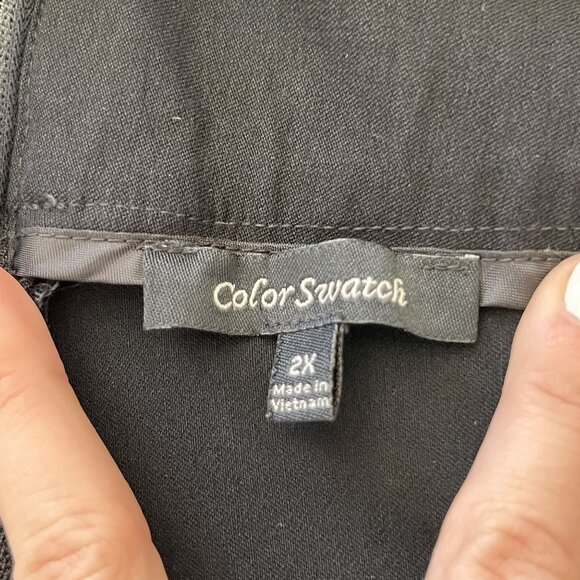 Color Swatch
2X
Made in
Vietnam